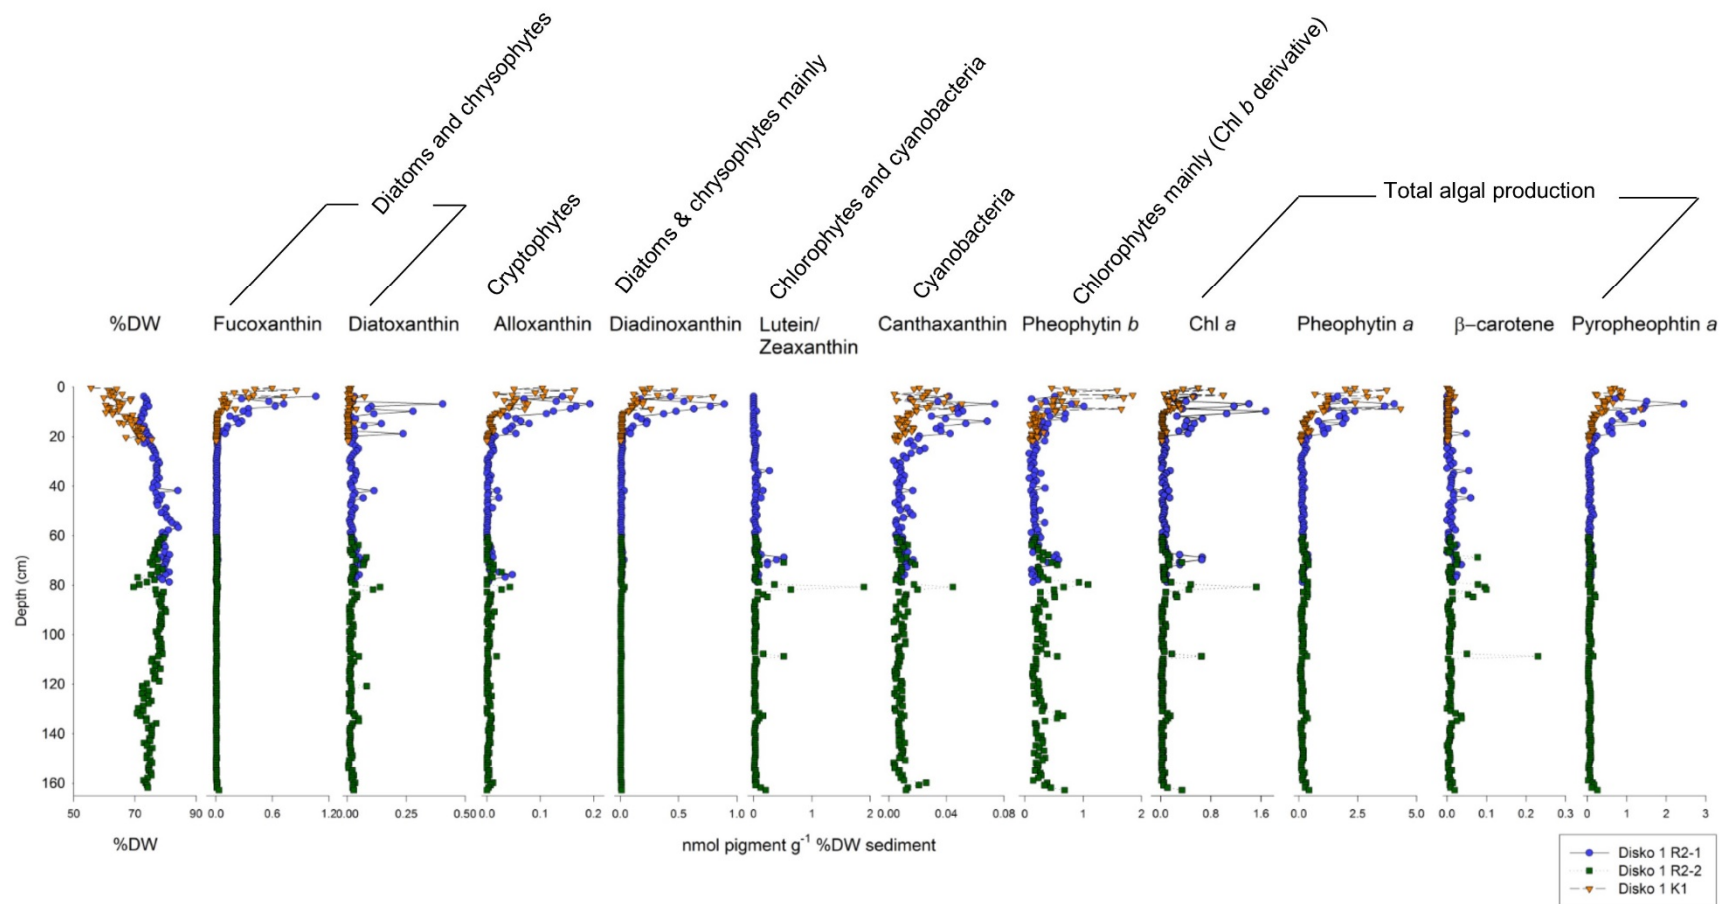 Diatoms and chrysophytes
Cryptophytes
Diatoms & chrysophytes mainly
Chlorophytes and cyanobacteria
Cyanobacteria
Chlorophytes mainly (Chl b derivative)
Total algal production
%DW
Fucoxanthin
Diatoxanthin
Alloxanthin
Diadinoxanthin
Lutein/
Zeaxanthin
Canthaxanthin
Pheophytin b
Chl a
Pheophytin a
β–carotene
Pyropheophtin a
Depth (cm)
0
20
40
60
80
100
120
140
160
50 70 90
0.0 0.6 1.2
0.00 0.25 0.50
0.0 0.1 0.2
0.0 0.5 1.0
0 1 2
0.00 0.04 0.08
0 1 2
0.0 0.8 1.6
0.0 2.5 5.0
0.0 0.1 0.2 0.3
0 1 2 3
%DW
nmol pigment g-1 %DW sediment
Disko 1 R2-1
Disko 1 R2-2
Disko 1 K1